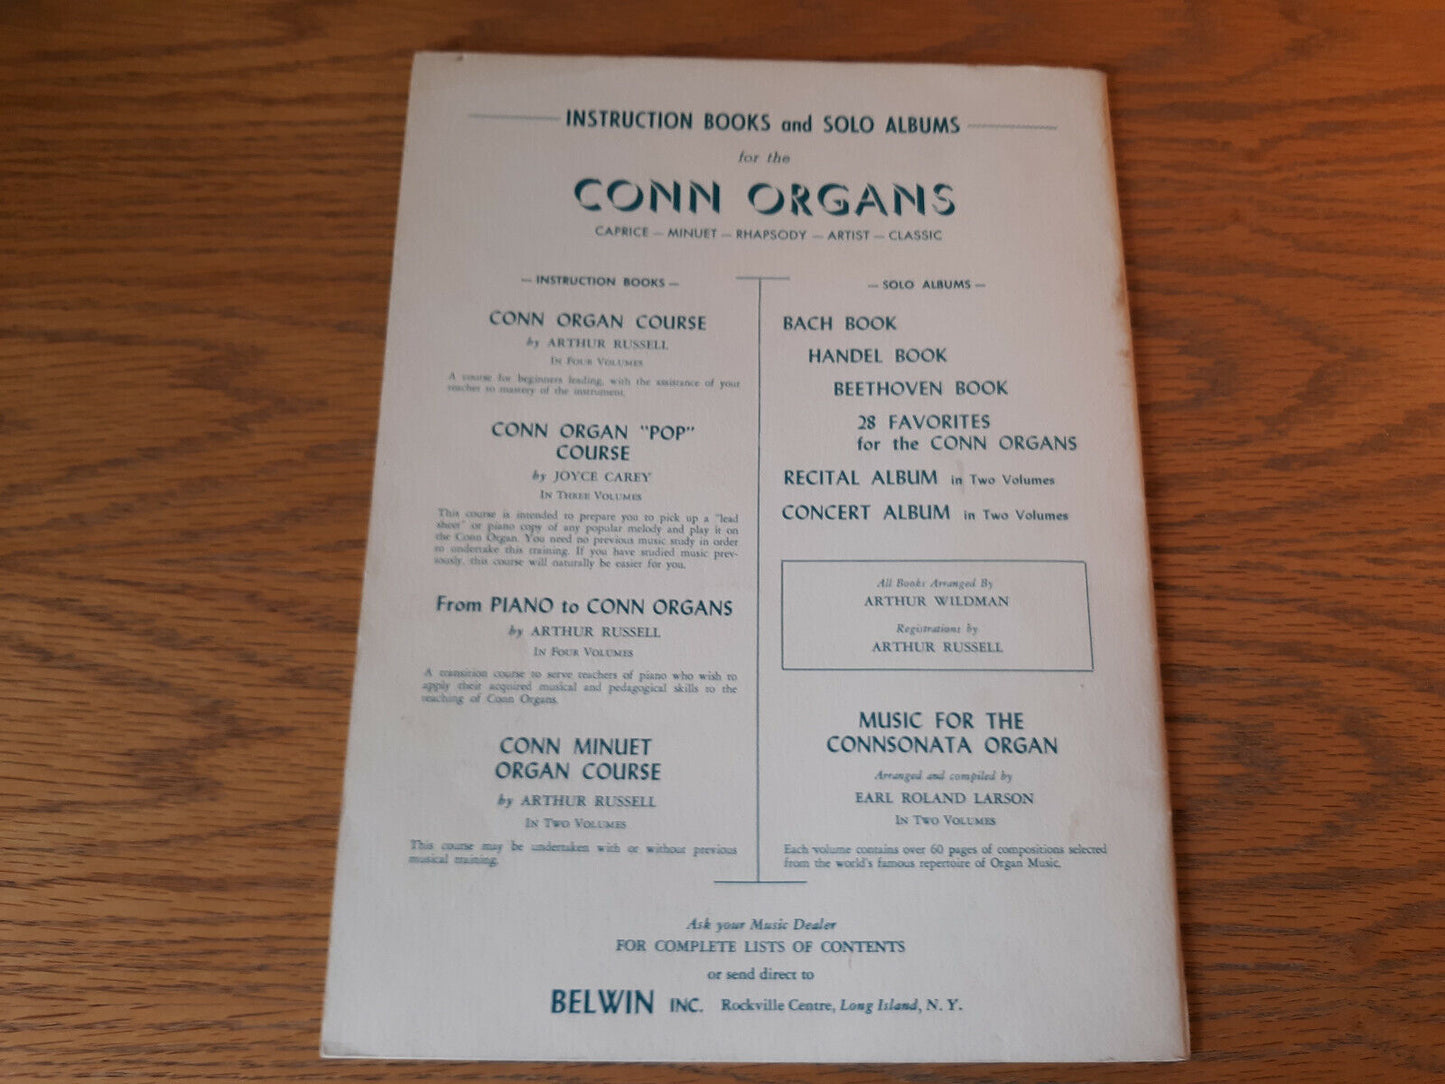 INSTRUCTION BOOKS and SOLO ALBUMS
for the
CONN ORGANS
CAPRICE — MINUET — RHAPSODY — ARTIST — CLASSIC
— INSTRUCTION BOOKS —
CONN ORGAN COURSE
by ARTHUR RUSSELL
IN FOUR VOLUMES
A course for beginners leading, with the assistance of your
teacher to mastery of the instrument.
CONN ORGAN "POP"
COURSE
by JOYCE CAREY
IN THREE VOLUMES
This course is intended to prepare you to pick up a "lead
sheet" or piano copy of any popular melody and play it on
the Conn Organ. You need no previous music study in order
to undertake this training. If you have studied music prev-
iously, this course will naturally be easier for you.
From PIANO to CONN ORGANS
by ARTHUR RUSSELL
IN FOUR VOLUMES
A transition course to serve teachers of piano who wish to
apply their acquired musical and pedagogical skills to the
teaching of Conn Organs.
CONN MINUET
ORGAN COURSE
by ARTHUR RUSSELL
IN TWO VOLUMES
This course may be undertaken with or without previous
musical training.
— SOLO ALBUMS —
BACH BOOK
HANDEL BOOK
BEETHOVEN BOOK
28 FAVORITES
for the CONN ORGANS
RECITAL ALBUM in Two Volumes
CONCERT ALBUM in Two Volumes
All Books Arranged By
ARTHUR WILDMAN
Registrations by
ARTHUR RUSSELL
MUSIC FOR THE
CONNSONATA ORGAN
Arranged and compiled by
EARL ROLAND LARSON
IN TWO VOLUMES
Each volume contains over 60 pages of compositions selected
from the world's famous repertoire of Organ Music.
Ask your Music Dealer
FOR COMPLETE LISTS OF CONTENTS
or send direct to
BELWIN INC. Rockville Centre, Long Island, N. Y.